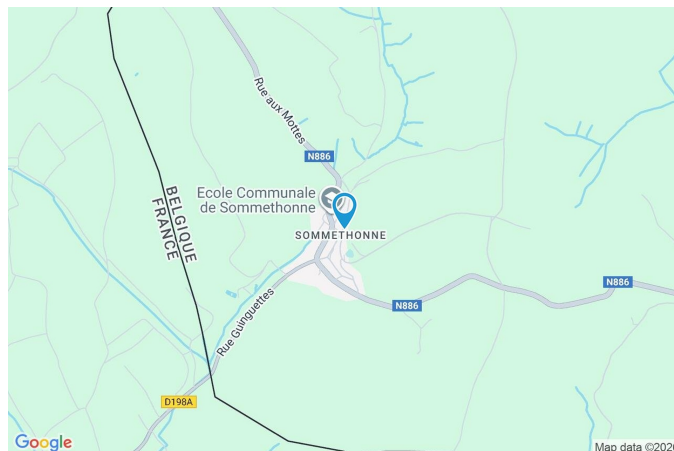 Rue aux Mottes
N886
Ecole Communale
de Sommethonne
BELGIQUE
FRANCE
SOMMETHONNE
N886
N886
Rue Guinguettes
D198A
Google
Map data ©2026